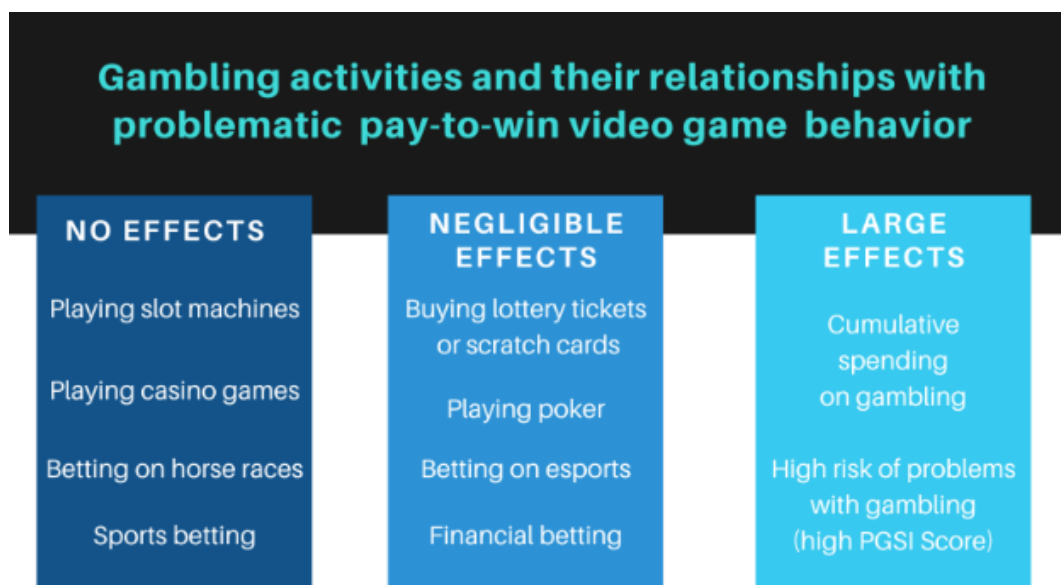 Gambling activities and their relationships with
problematic pay-to-win video game behavior
NO EFFECTS
Playing slot machines
Playing casino games
Betting on horse races
Sports betting
NEGLIGIBLE
EFFECTS
Buying lottery tickets
or scratch cards
Playing poker
Betting on esports
Financial betting
LARGE
EFFECTS
Cumulative
spending
on gambling
High risk of problems
with gambling
(high PGSI Score)